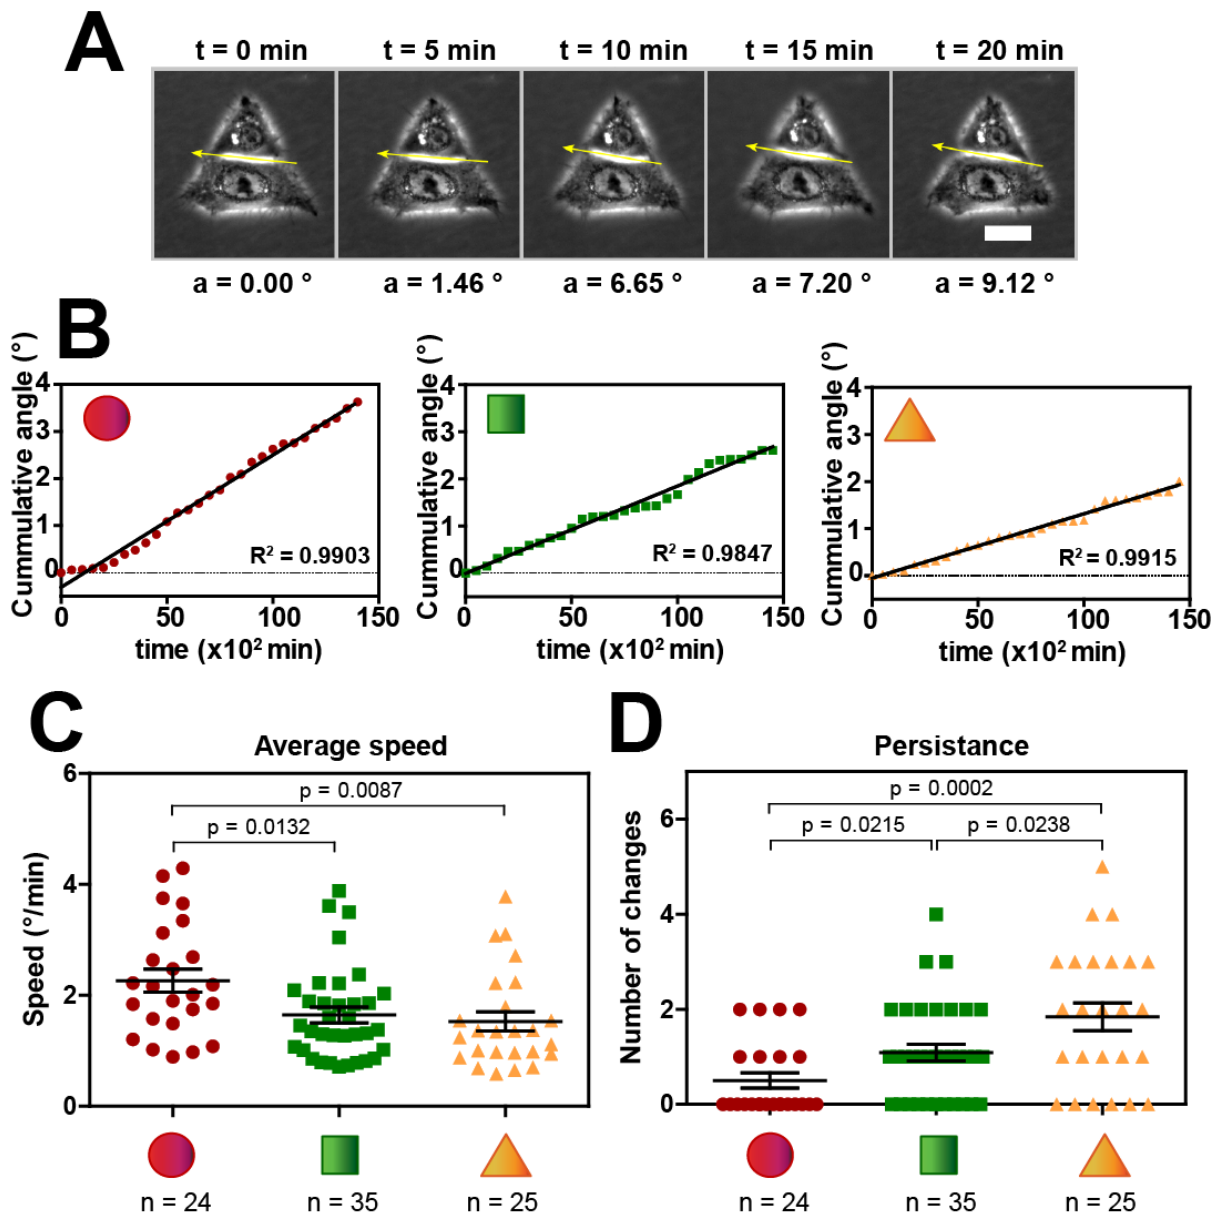 A
t = 0 min t = 5 min t = 10 min t = 15 min t = 20 min
a = 0.00 ° a = 1.46 ° a = 6.65 ° a = 7.20 ° a = 9.12 °
B
Cummulative angle (°)
4
3
2
1
0
R² = 0.9903
0 50 100 150
time (x10² min)
Cummulative angle (°)
4
3
2
1
0
R² = 0.9847
0 50 100 150
time (x10² min)
Cummulative angle (°)
4
3
2
1
0
R² = 0.9915
0 50 100 150
time (x10² min)
C
Average speed
Speed (°/min)
6
4
2
0
p = 0.0087
p = 0.0132
n = 24 n = 35 n = 25
D
Persistance
Number of changes
6
4
2
0
p = 0.0002
p = 0.0215 p = 0.0238
n = 24 n = 35 n = 25